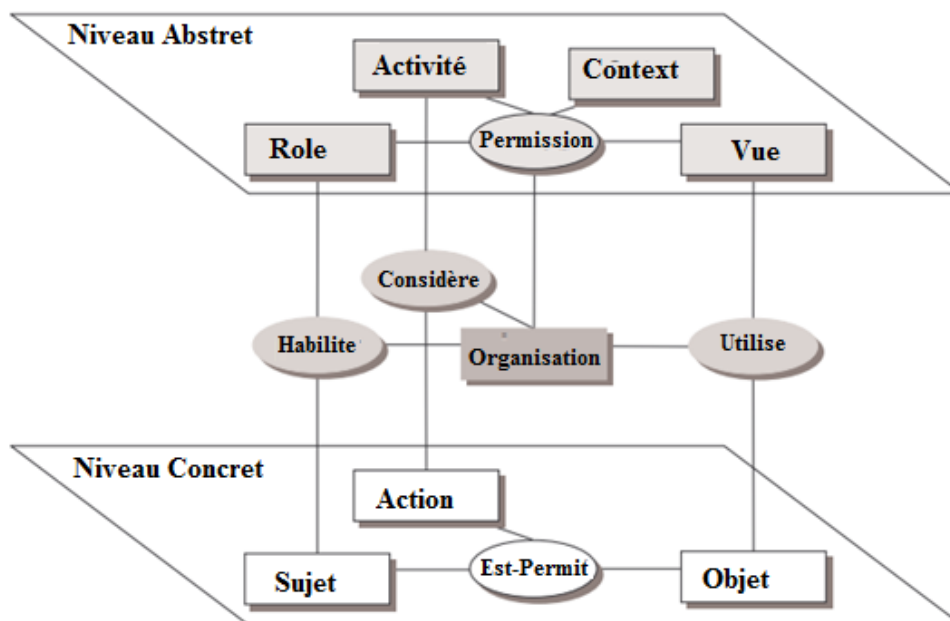 Niveau Abstret
Activité
Context
Role
Permission
Vue
Considère
Habilite
Organisation
Utilise
Niveau Concret
Action
Sujet
Est-Permit
Objet